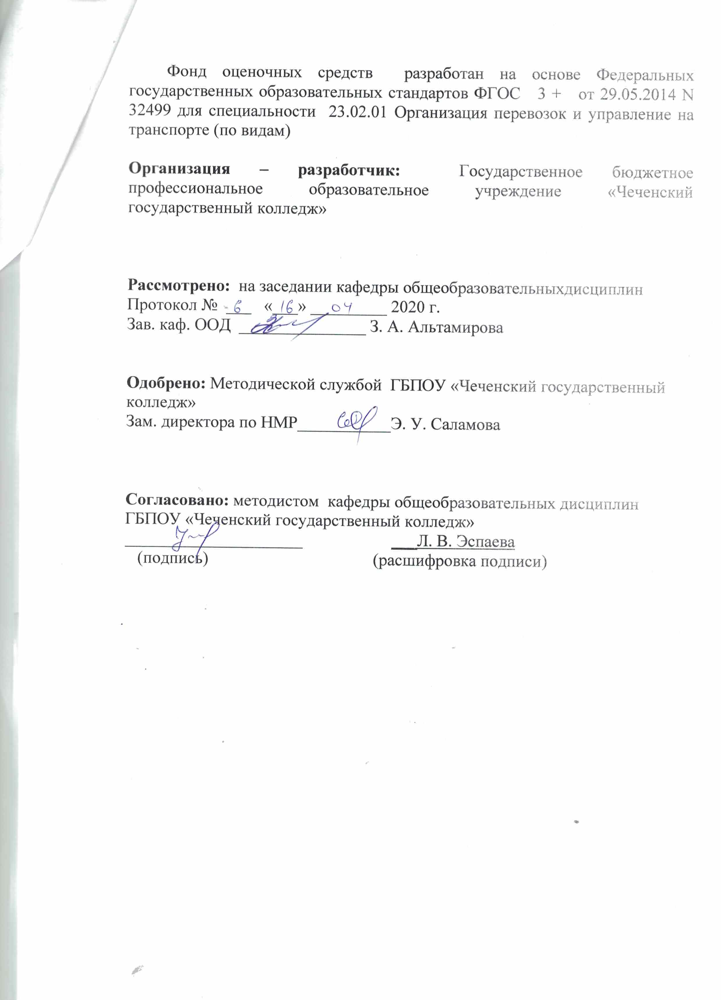 Фонд оценочных средств разработан на основе Федеральных
государственных образовательных стандартов ФГОС 3 + от 29.05.2014 N
32499 для специальности 23.02.01 Организация перевозок и управление на
транспорте (по видам)
Организация – разработчик: Государственное бюджетное
профессиональное образовательное учреждение «Чеченский
государственный колледж»
Рассмотрено: на заседании кафедры общеобразовательныхдисциплин
Протокол № 6 «16» 04 2020 г.
Зав. каф. ООД З. А. Альтамирова
Одобрено: Методической службой ГБПОУ «Чеченский государственный
колледж»
Зам. директора по НМР Э. У. Саламова
Согласовано: методистом кафедры общеобразовательных дисциплин
ГБПОУ «Чеченский государственный колледж»
Л. В. Эспаева
(подпись) (расшифровка подписи)